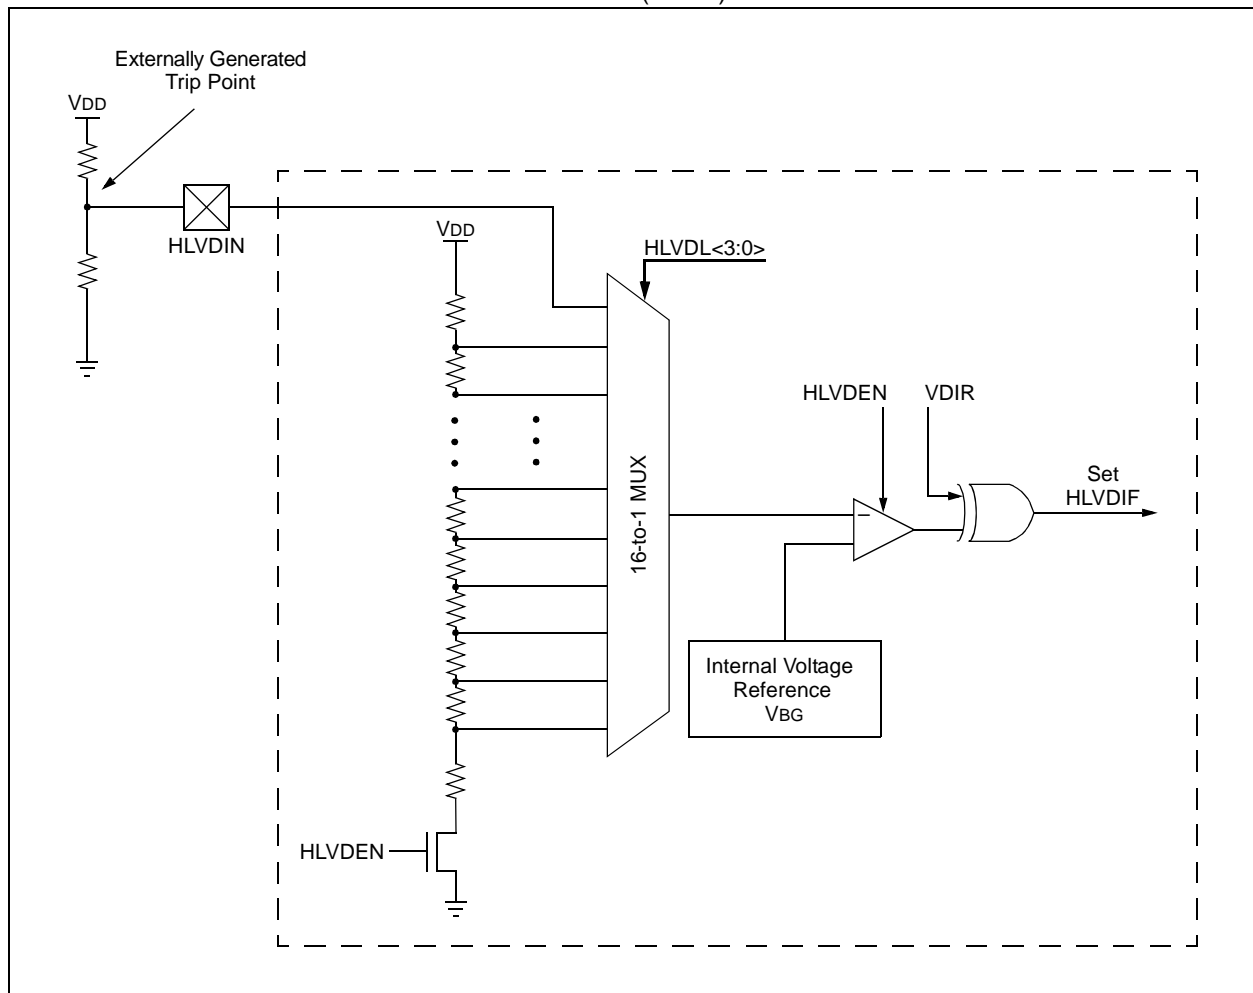 Externally Generated
Trip Point
VDD
HLVDIN
VDD
HLVDL<3:0>
16-to-1 MUX
HLVDEN
VDIR
Set
HLVDIF
–
Internal Voltage
Reference
VBG
HLVDEN